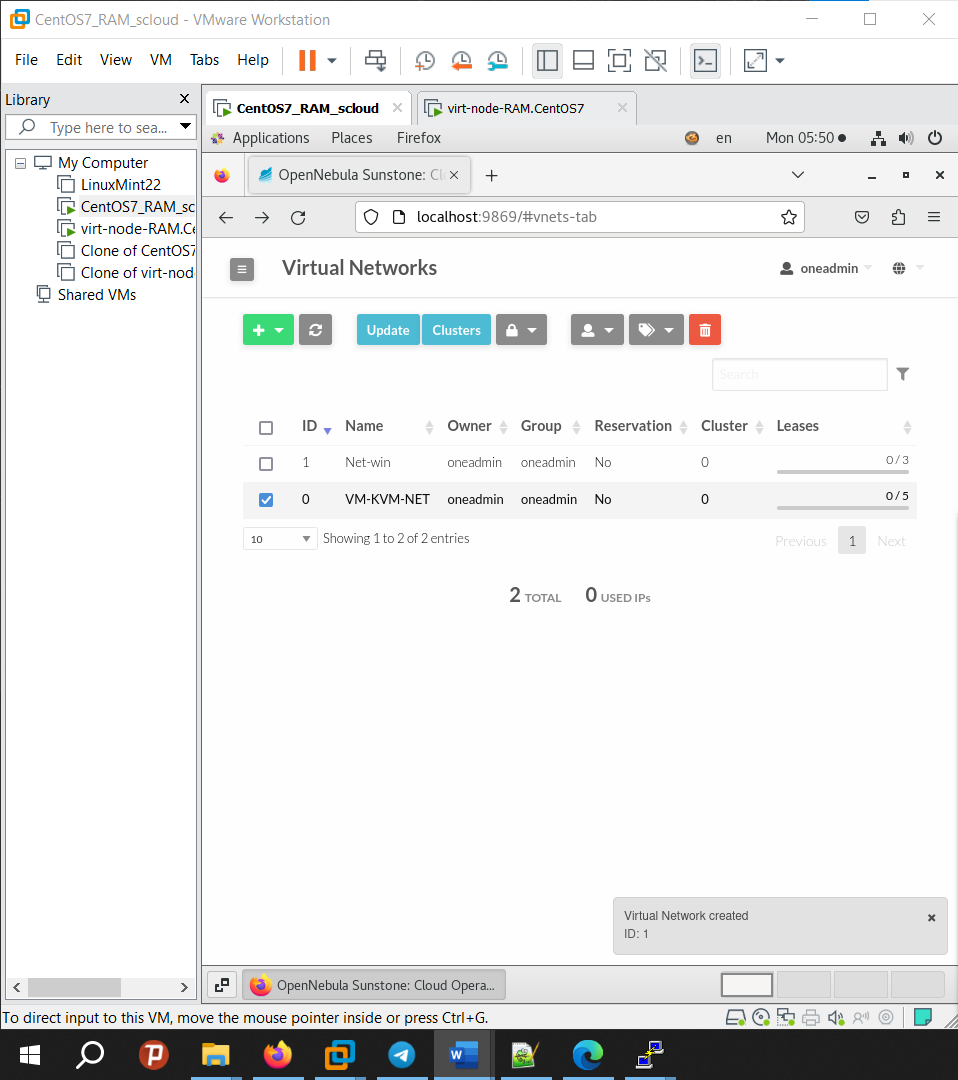 CentOS7_RAM_scloud - VMware Workstation
File Edit View VM Tabs Help
Library
Type here to sea...
My Computer
LinuxMint22
CentOS7_RAM_sc
virt-node-RAM.Ce
Clone of CentOS7
Clone of virt-nod
Shared VMs
CentOS7_RAM_scloud
virt-node-RAM.CentOS7
Applications Places Firefox en Mon 05:50
OpenNebula Sunstone: Cl
localhost:9869/#vnets-tab
Virtual Networks
oneadmin
Update Clusters
Search
ID Name Owner Group Reservation Cluster Leases
1 Net-win oneadmin oneadmin No 0 0 / 3
0 VM-KVM-NET oneadmin oneadmin No 0 0 / 5
10 Showing 1 to 2 of 2 entries
Previous 1 Next
2 TOTAL 0 USED IPs
Virtual Network created
ID: 1
OpenNebula Sunstone: Cloud Opera...
To direct input to this VM, move the mouse pointer inside or press Ctrl+G.